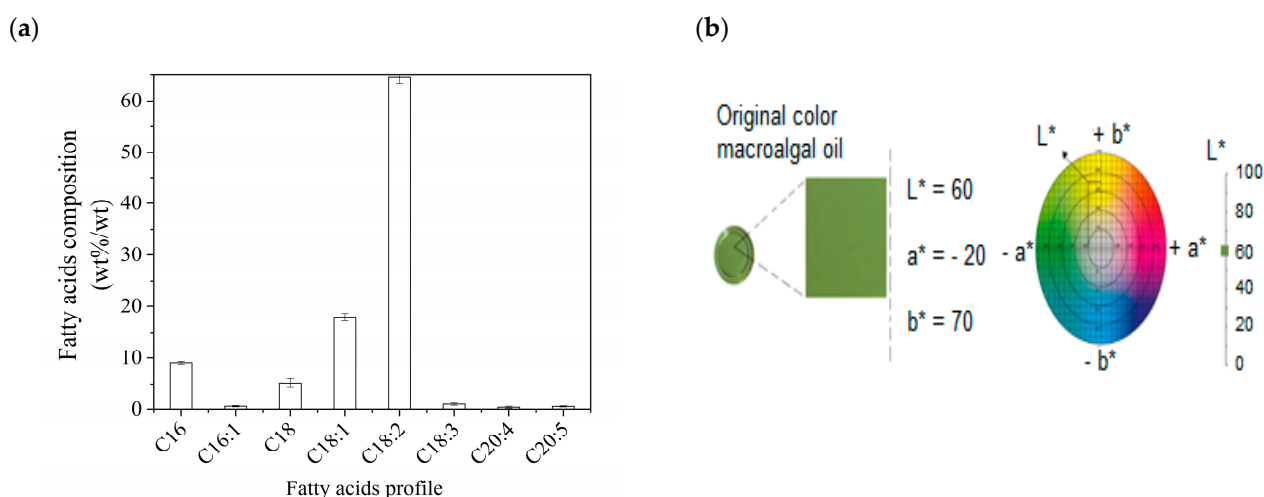 (a)
Fatty acids composition
(wt%/wt)
60
50
40
30
20
10
0
C16
C16:1
C18
C18:1
C18:2
C18:3
C20:4
C20:5
Fatty acids profile
(b)
Original color
macroalgal oil
L* = 60
a* = - 20
b* = 70
L*
+ b*
- a*
+ a*
- b*
L*
100
80
60
40
20
0